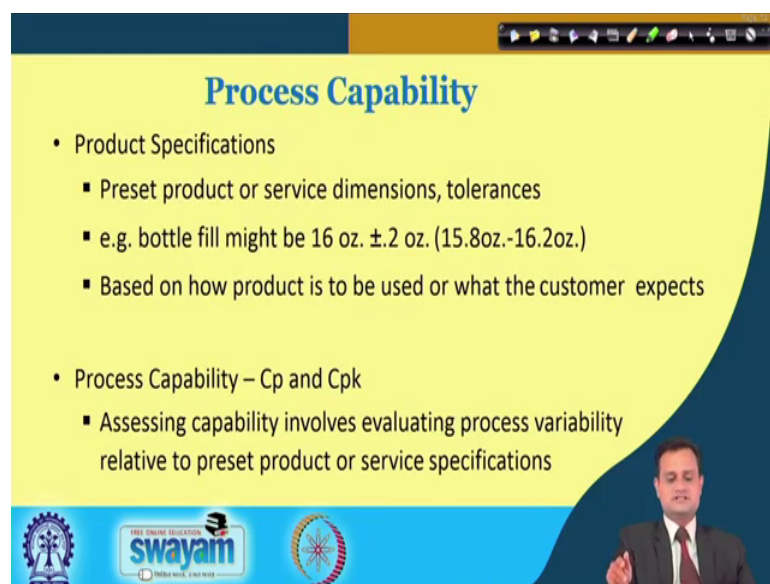 Process Capability
• Product Specifications
▪ Preset product or service dimensions, tolerances
▪ e.g. bottle fill might be 16 oz. ±.2 oz. (15.8oz.-16.2oz.)
▪ Based on how product is to be used or what the customer expects
• Process Capability – Cp and Cpk
▪ Assessing capability involves evaluating process variability
relative to preset product or service specifications
FREE ONLINE EDUCATION
swayam